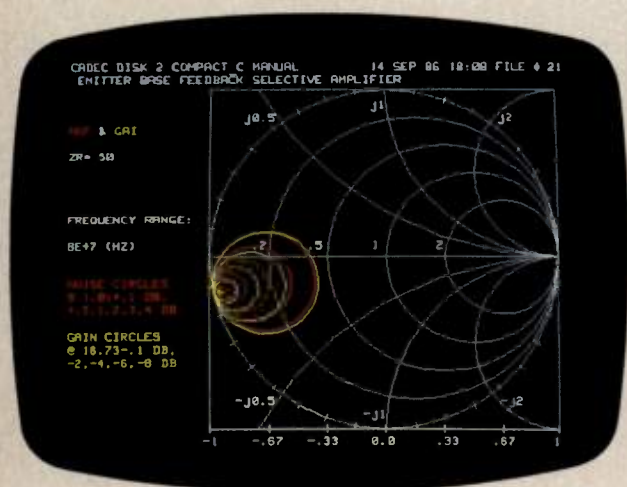 CADEC DISK 2 COMPACT C MANUAL 14 SEP 86 18:08 FILE # 21
EMITTER BASE FEEDBACK SELECTIVE AMPLIFIER
& GAI
ZR= 50
FREQUENCY RANGE:
8E+7 (HZ)
NOISE CIRCLES
GAIN CIRCLES
@ 18.73-.1 DB,
-2,-4,-6,-8 DB
j0.5
j1
j2
.2
.5
1
2
-j0.5
-j1
-j2
-1
-.67
-.33
0.0
.33
.67
1